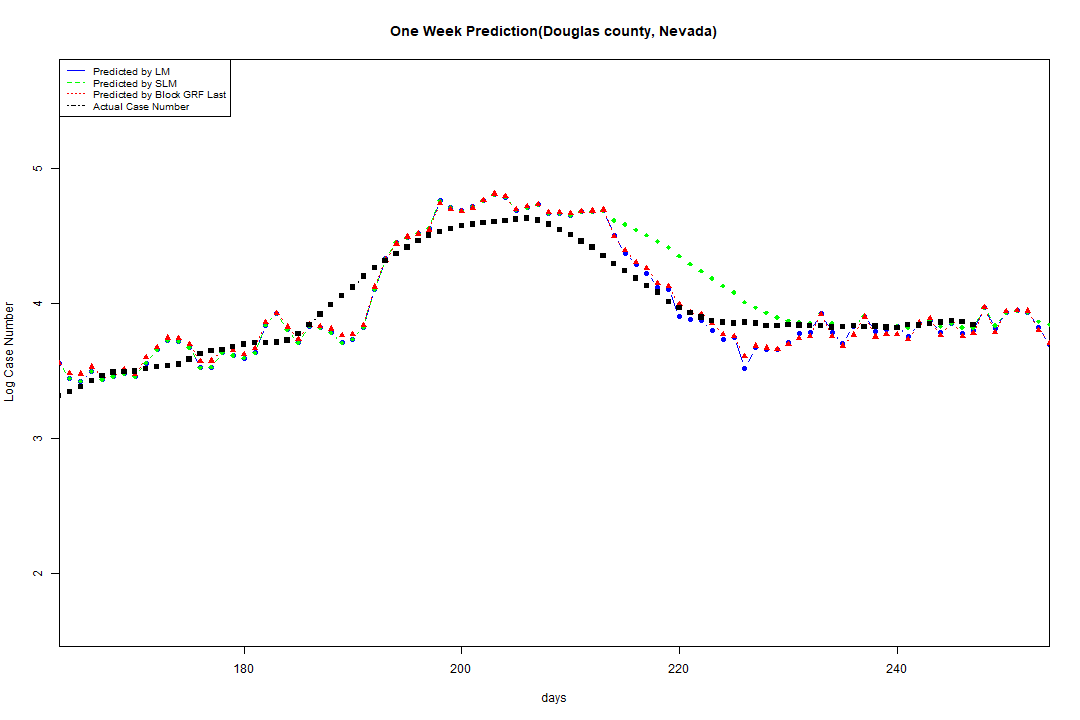 One Week Prediction(Douglas county, Nevada)
Predicted by LM
Predicted by SLM
Predicted by Block GRF Last
Actual Case Number
5
4
3
2
Log Case Number
180 200 220 240
days